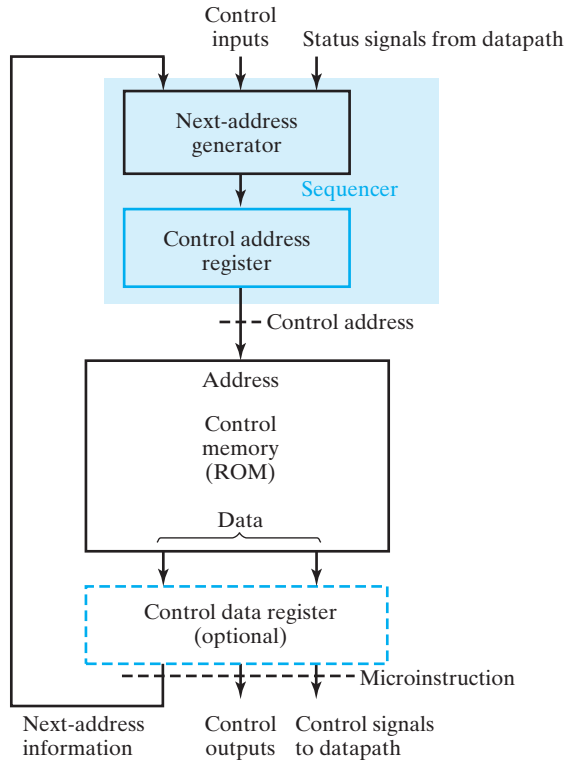 Control
inputs
Status signals from datapath
Next-address
generator
Sequencer
Control address
register
Control address
Address
Control
memory
(ROM)
Data
Control data register
(optional)
Microinstruction
Next-address
information
Control
outputs
Control signals
to datapath